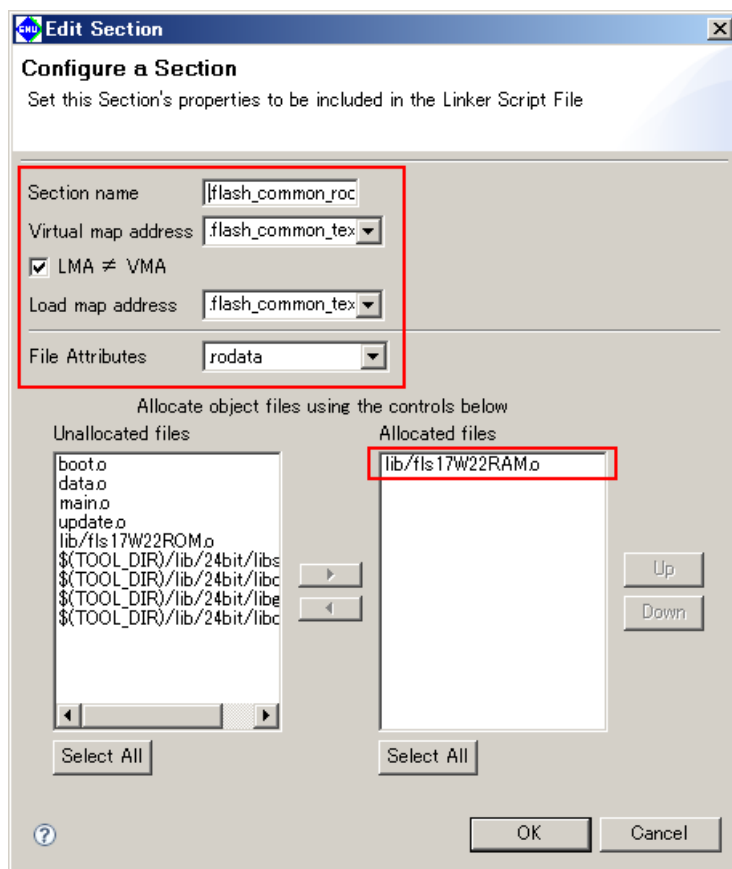 GNU Edit Section
Configure a Section
Set this Section's properties to be included in the Linker Script File
Section name .flash_common_roc
Virtual map address .flash_common_tex
LMA ≠ VMA
Load map address .flash_common_tex
File Attributes rodata
Allocate object files using the controls below
Unallocated files
boot.o
data.o
main.o
update.o
lib/fls17W22ROM.o
$(TOOL_DIR)/lib/24bit/libs
$(TOOL_DIR)/lib/24bit/libc
$(TOOL_DIR)/lib/24bit/libe
$(TOOL_DIR)/lib/24bit/libc
Select All
Allocated files
lib/fls17W22RAM.o
Select All
Up
Down
OK Cancel